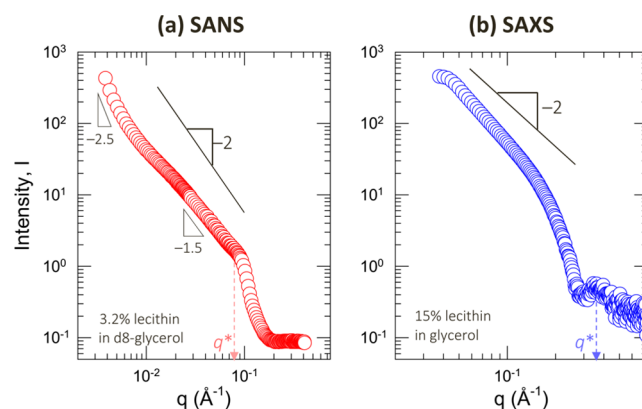 (a) SANS
(b) SAXS
10³
10²
10¹
10⁰
10⁻¹
Intensity, I
−2.5
−2
−1.5
3.2% lecithin
in d8-glycerol
q*
10⁻²
10⁻¹
q (Å⁻¹)
10³
10²
10¹
10⁰
10⁻¹
−2
15% lecithin
in glycerol
q*
10⁻¹
q (Å⁻¹)